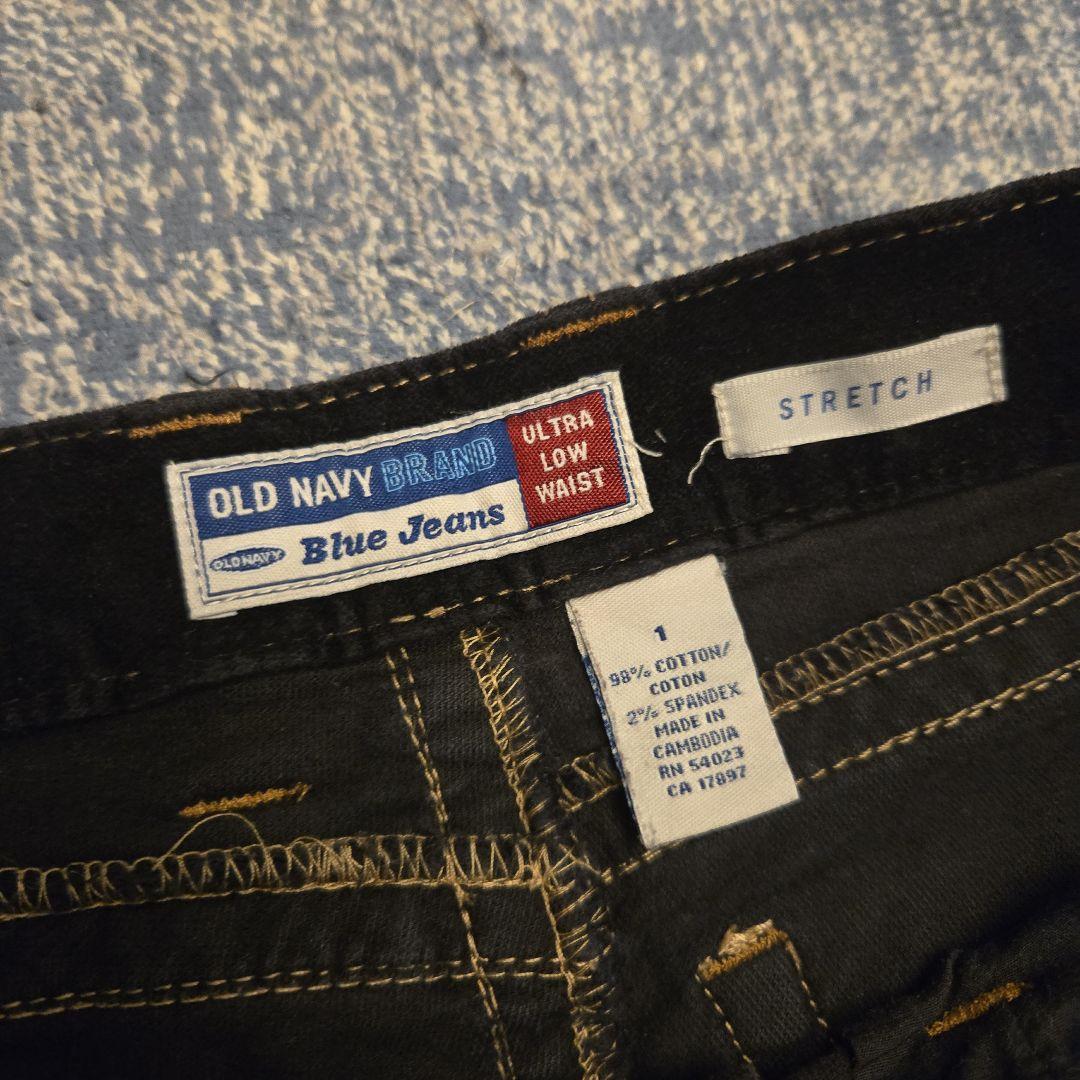 OLD NAVY BRAND
ULTRA
LOW
WAIST
OLD NAVY Blue Jeans
STRETCH
1
98% COTTON/
COTON
2% SPANDEX
MADE IN
CAMBODIA
RN 54023
CA 17897